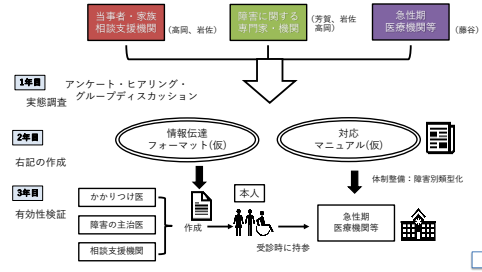 当事者・家族
相談支援機関
(高岡、岩佐)
障害に関する
専門家・機関
(芳賀、岩佐
高岡)
急性期
医療機関等
(藤谷)
1年目
実態調査
アンケート・ヒアリング・
グループディスカッション
2年目
右記の作成
情報伝達
フォーマット(仮)
対応
マニュアル(仮)
体制整備：障害別類型化
3年目
有効性検証
かかりつけ医
障害の主治医
相談支援機関
作成
本人
受診時に持参
急性期
医療機関等